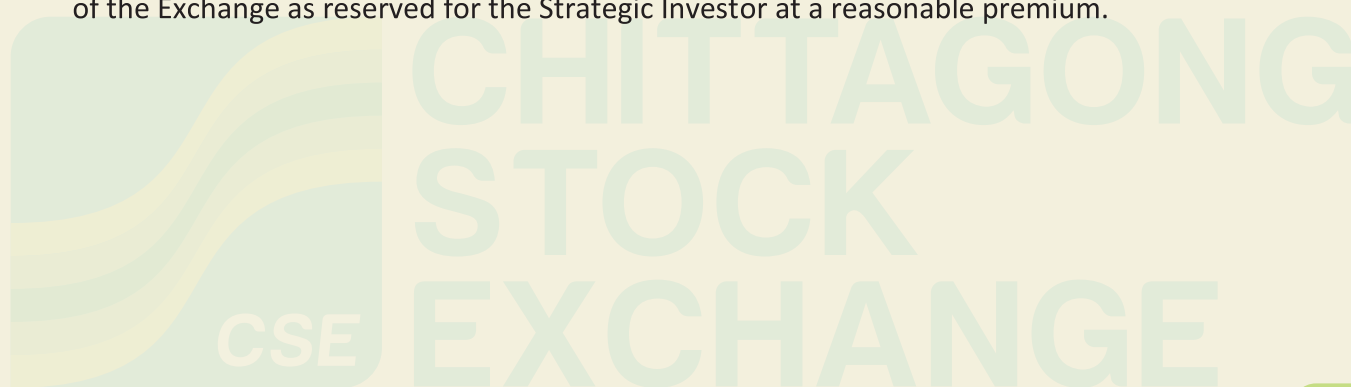 of the Exchange as reserved for the Strategic Investor at a reasonable premium.
CHITTAGONG
STOCK
EXCHANGE
CSE